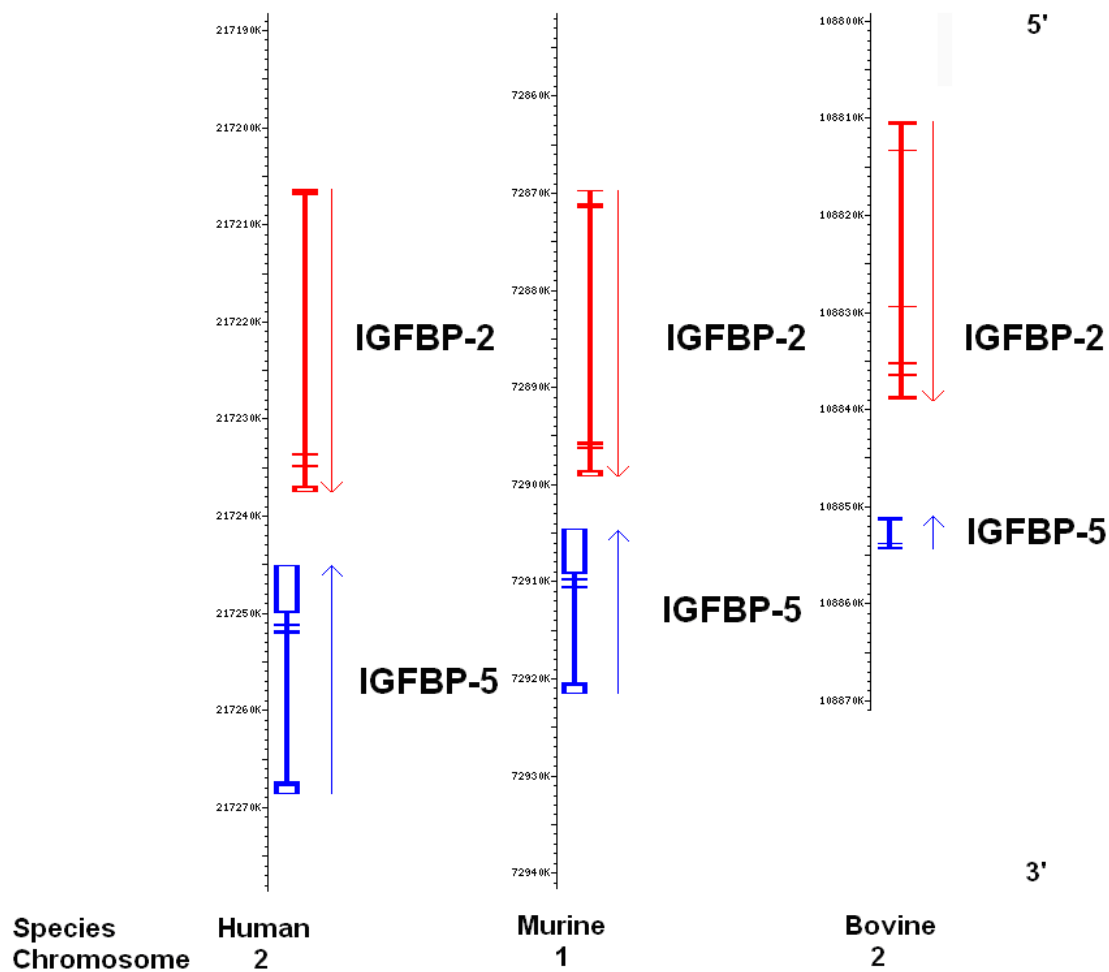 217190K
217200K
217210K
217220K
217230K
217240K
217250K
217260K
217270K
IGFBP-2
IGFBP-5
72860K
72870K
72880K
72890K
72900K
72910K
72920K
72930K
72940K
IGFBP-2
IGFBP-5
108800K
108810K
108820K
108830K
108840K
108850K
108860K
108870K
IGFBP-2
IGFBP-5
5'
3'
Species Human Murine Bovine
Chromosome 2 1 2